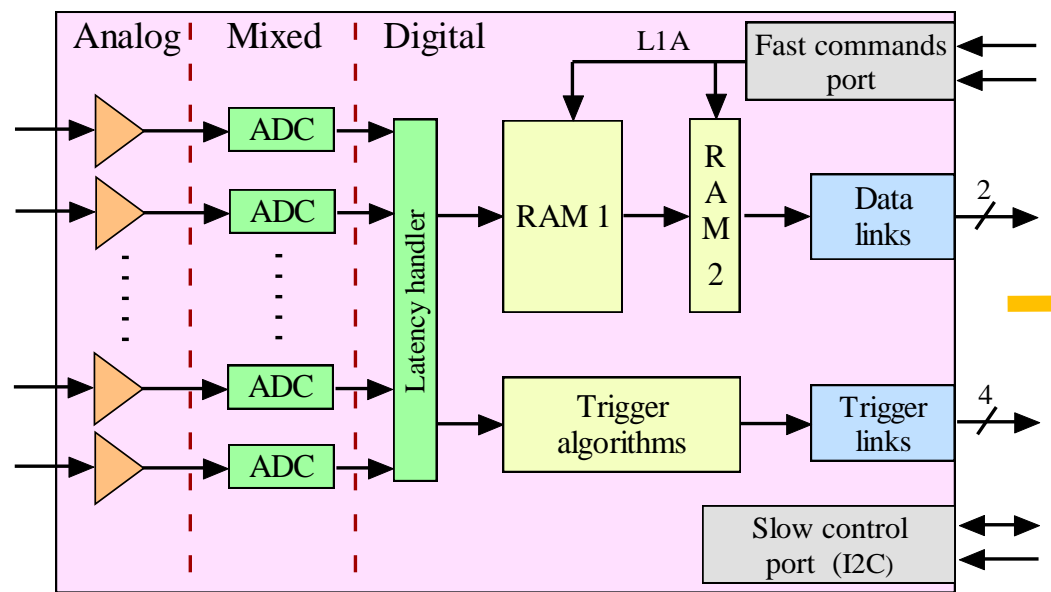 Analog
Mixed
Digital
L1A
Fast commands
port
ADC
ADC
ADC
ADC
Latency handler
RAM 1
R
A
M
2
Data
links
2
Trigger
algorithms
Trigger
links
4
Slow control
port (I2C)